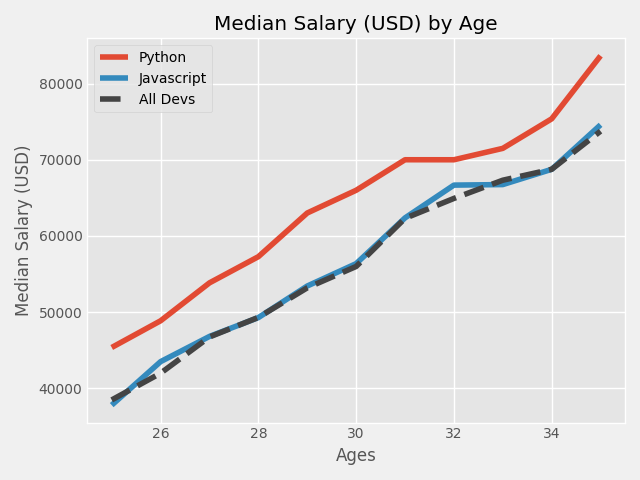 Median Salary (USD) by Age
Python
Javascript
All Devs
80000
70000
60000
50000
40000
Median Salary (USD)
26 28 30 32 34
Ages